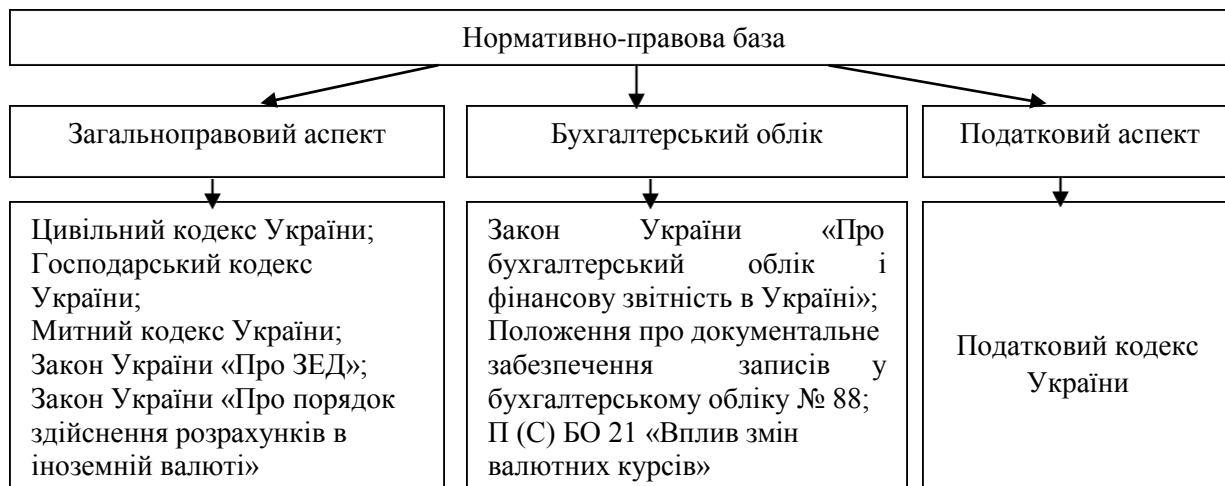 Нормативно-правова база
Загальноправовий аспект
Бухгалтерський облік
Податковий аспект
Цивільний кодекс України;
Господарський кодекс
України;
Митний кодекс України;
Закон України «Про ЗЕД»;
Закон України «Про порядок
здійснення розрахунків в
іноземній валюті»
Закон України «Про
бухгалтерський облік і
фінансову звітність в Україні»;
Положення про документальне
забезпечення записів у
бухгалтерському обліку № 88;
П (С) БО 21 «Вплив змін
валютних курсів»
Податковий кодекс
України